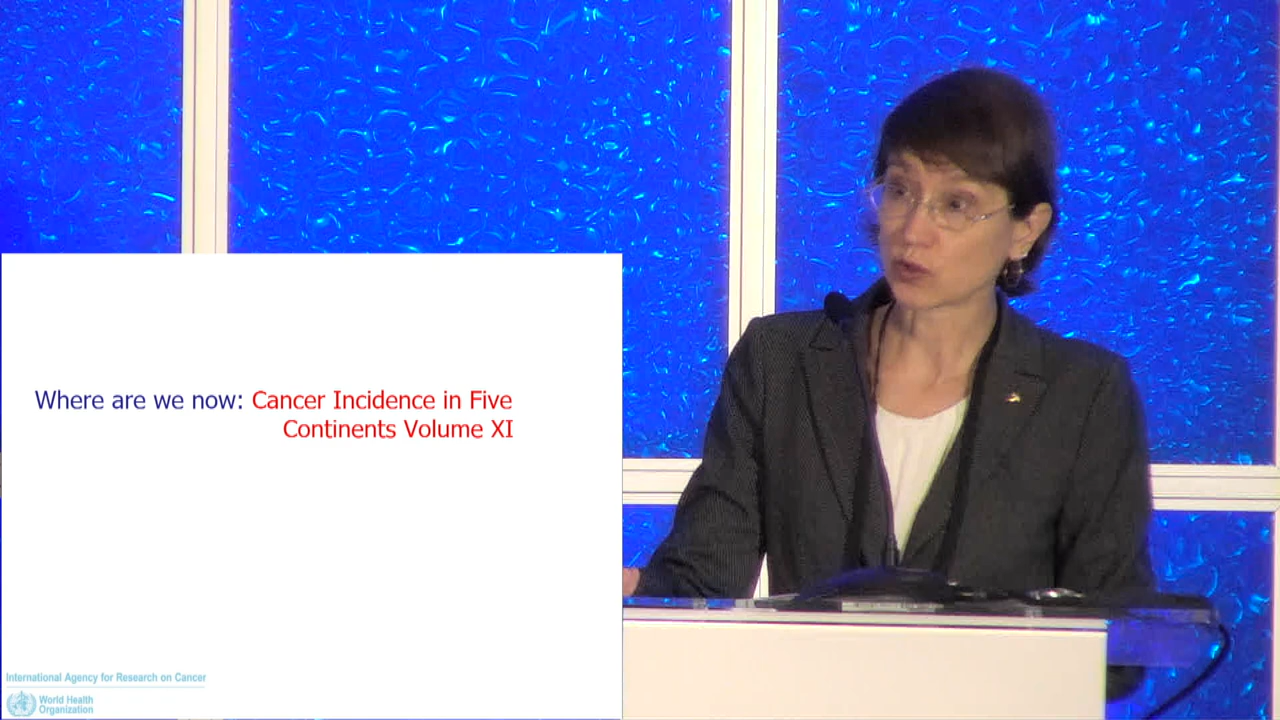 Where are we now: Cancer Incidence in Five
Continents Volume XI
International Agency for Research on Cancer
World Health
Organization